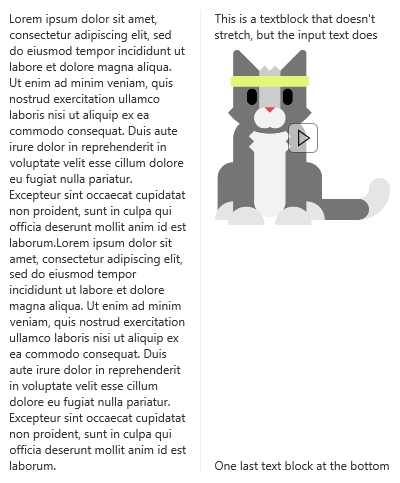 Lorem ipsum dolor sit amet,
consectetur adipiscing elit, sed
do eiusmod tempor incididunt ut
labore et dolore magna aliqua.
Ut enim ad minim veniam, quis
nostrud exercitation ullamco
laboris nisi ut aliquip ex ea
commodo consequat. Duis aute
irure dolor in reprehenderit in
voluptate velit esse cillum dolore
eu fugiat nulla pariatur.
Excepteur sint occaecat cupidatat
non proident, sunt in culpa qui
officia deserunt mollit anim id est
laborum.Lorem ipsum dolor sit
amet, consectetur adipiscing elit,
sed do eiusmod tempor
incididunt ut labore et dolore
magna aliqua. Ut enim ad minim
veniam, quis nostrud exercitation
ullamco laboris nisi ut aliquip ex
ea commodo consequat. Duis
aute irure dolor in reprehenderit
in voluptate velit esse cillum
dolore eu fugiat nulla pariatur.
Excepteur sint occaecat cupidatat
non proident, sunt in culpa qui
officia deserunt mollit anim id est
laborum.
This is a textblock that doesn't
stretch, but the input text does
One last text block at the bottom